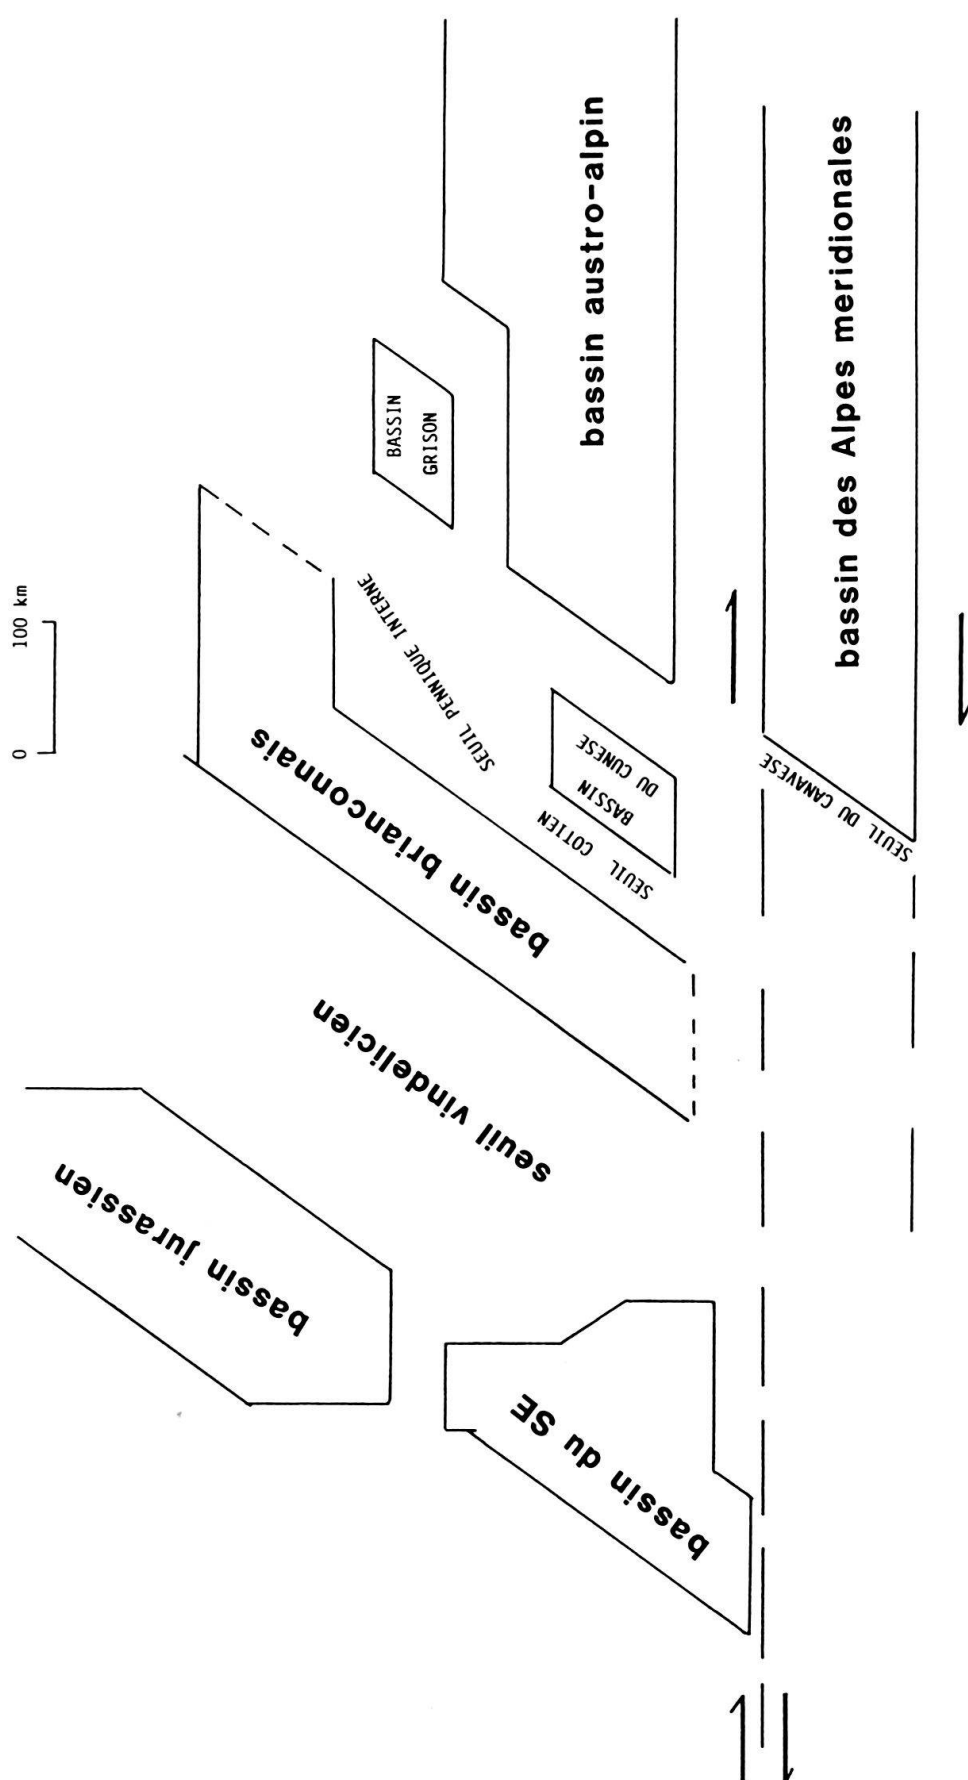 0 100 km
bassin austro-alpin
bassin des Alpes meridionales
BASSIN
GRISON
SEUIL PENNIQUE INTERNE
bassin brianconnais
BASSIN
DU CUNESE
SEUIL COTIEN
SEUIL DU CANAVESE
seuil vindelicien
bassin jurassien
bassin du SE